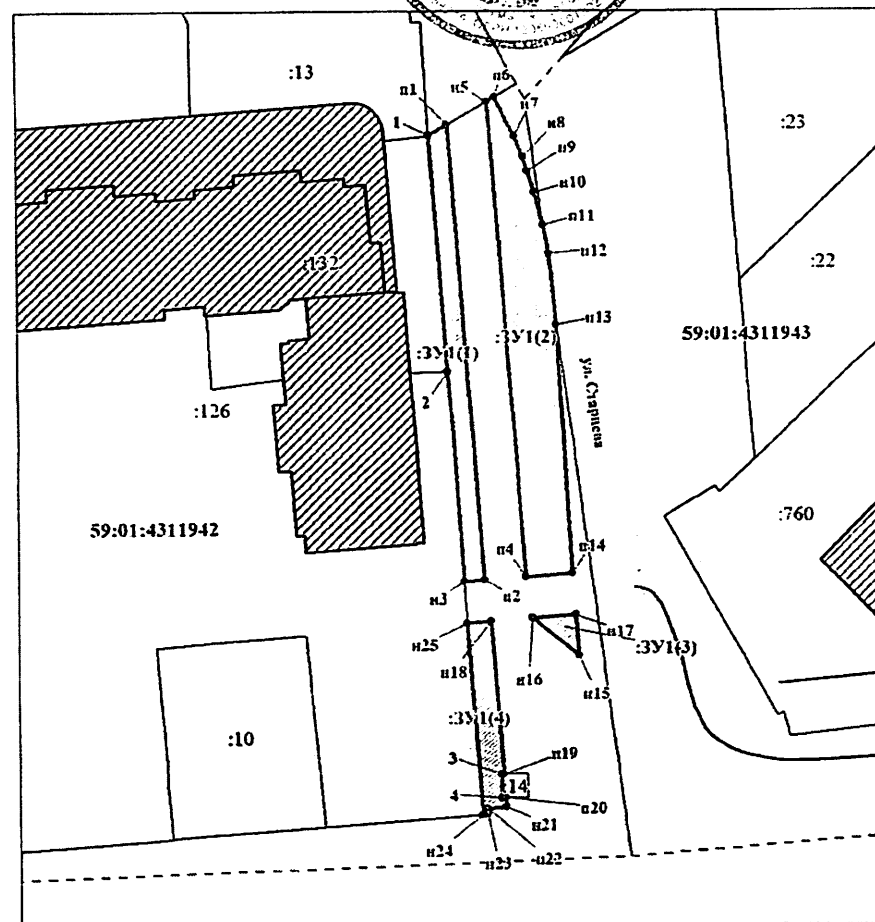 :13
н1
н5
н6
1
н7
н8
н9
:23
н10
н11
н12
:132
:22
н13
:ЗУ1(1)
:ЗУ1(2)
59:01:4311943
2
:126
59:01:4311942
:760
н4
н14
н3
н2
н25
н18
н16
н17
:ЗУ1(3)
н15
:ЗУ1(4)
:10
3
н19
:14
4
н20
н21
н24
н23
н22